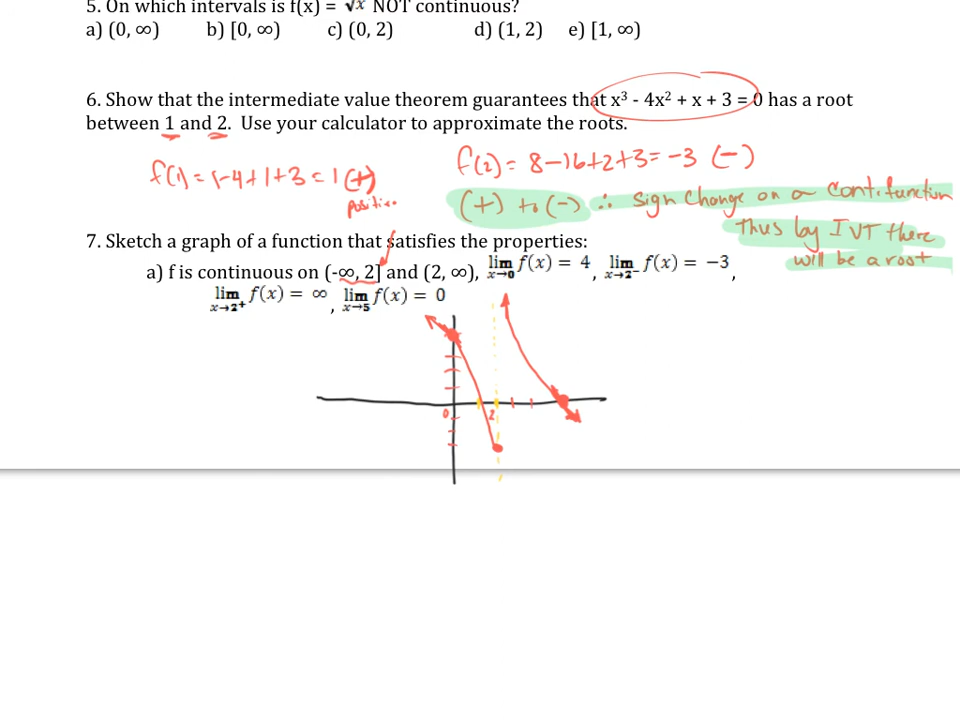 5. On which intervals is f(x) = √x NOT continuous?
a) (0, ∞) b) [0, ∞) c) (0, 2) d) (1, 2) e) [1, ∞)
6. Show that the intermediate value theorem guarantees that x³ - 4x² + x + 3 = 0 has a root
between 1 and 2. Use your calculator to approximate the roots.
f(1) = 1-4+1+3 = 1 (+)
positive
f(2) = 8-16+2+3 = -3 (-)
(+) to (-) ∴ sign change on a cont. function
Thus by IVT there
will be a root
7. Sketch a graph of a function that satisfies the properties:
a) f is continuous on (-∞, 2] and (2, ∞), lim x→0 f(x) = 4, lim x→2⁻ f(x) = -3,
lim x→2⁺ f(x) = ∞, lim x→5 f(x) = 0
0 2